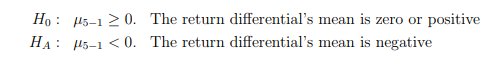 H₀ : μ₅₋₁ ≥ 0. The return differential's mean is zero or positive
H_A : μ₅₋₁ < 0. The return differential's mean is negative